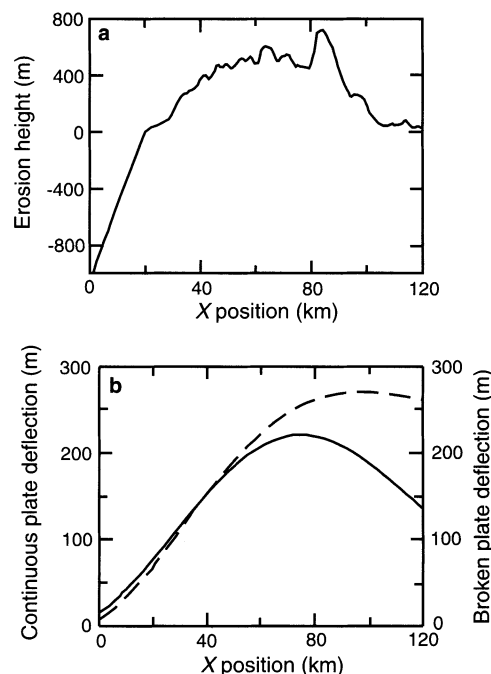 a
800
400
0
-400
-800
Erosion height (m)
0 40 80 120
X position (km)
b
300
200
100
0
Continuous plate deflection (m)
300
200
100
0
Broken plate deflection (m)
0 40 80 120
X position (km)